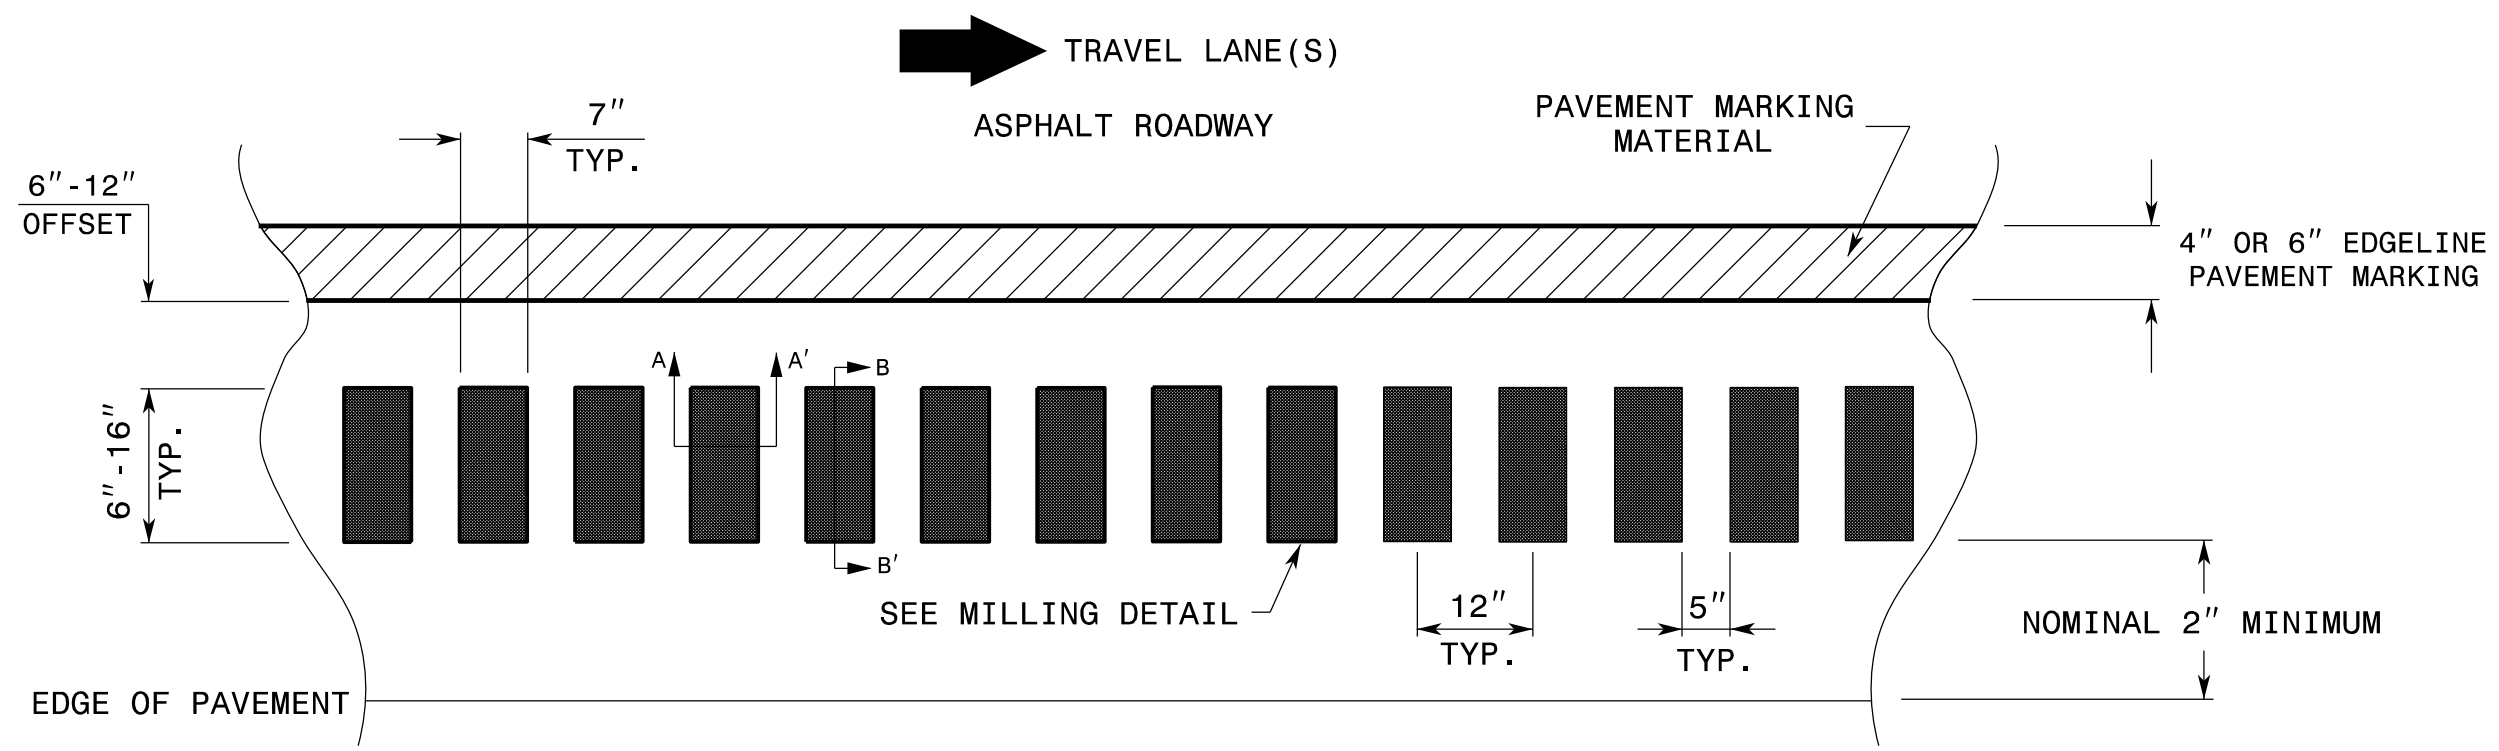 TRAVEL LANE(S)
ASPHALT ROADWAY
PAVEMENT MARKING
MATERIAL
7"
TYP.
6"-12"
OFFSET
4" OR 6" EDGELINE
PAVEMENT MARKING
A
A'
B
6"-16"
TYP.
B'
SEE MILLING DETAIL
12"
TYP.
5"
TYP.
NOMINAL 2" MINIMUM
EDGE OF PAVEMENT